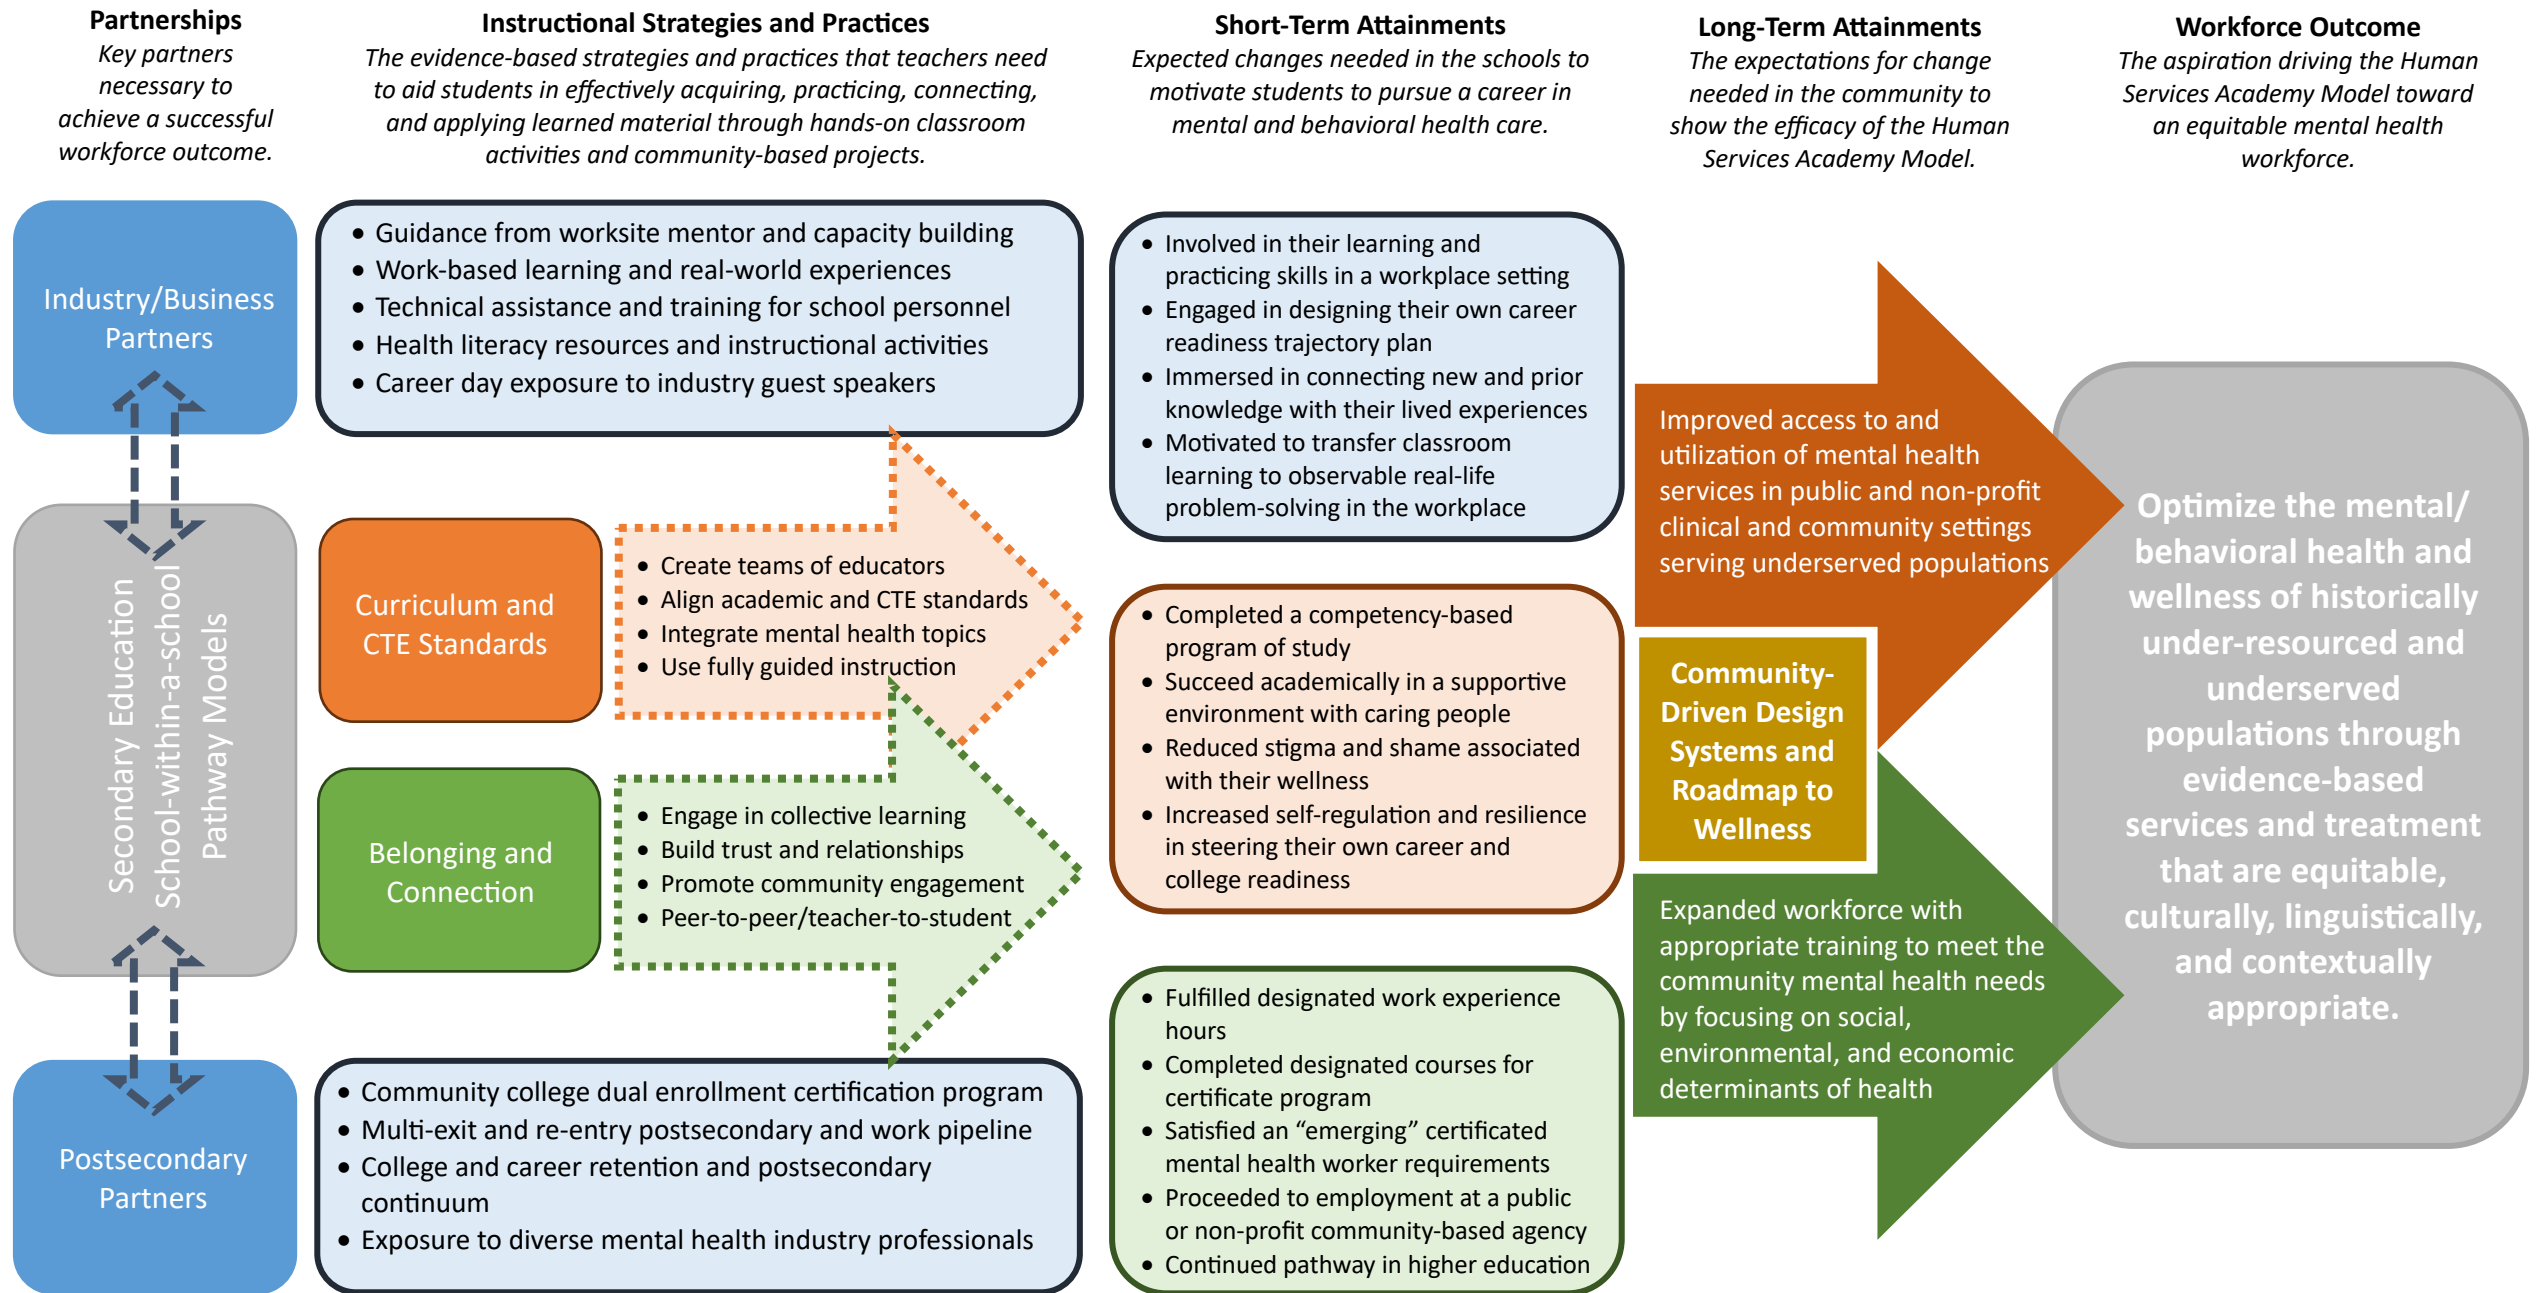 Partnerships
Key partners
necessary to
achieve a successful
workforce outcome.
Instructional Strategies and Practices
The evidence-based strategies and practices that teachers need
to aid students in effectively acquiring, practicing, connecting,
and applying learned material through hands-on classroom
activities and community-based projects.
Short-Term Attainments
Expected changes needed in the schools to
motivate students to pursue a career in
mental and behavioral health care.
Long-Term Attainments
The expectations for change
needed in the community to
show the efficacy of the Human
Services Academy Model.
Workforce Outcome
The aspiration driving the Human
Services Academy Model toward
an equitable mental health
workforce.
Industry/Business
Partners
Secondary Education
School-within-a-school
Pathway Models
Postsecondary
Partners
• Guidance from worksite mentor and capacity building
• Work-based learning and real-world experiences
• Technical assistance and training for school personnel
• Health literacy resources and instructional activities
• Career day exposure to industry guest speakers
Curriculum and
CTE Standards
• Create teams of educators
• Align academic and CTE standards
• Integrate mental health topics
• Use fully guided instruction
Belonging and
Connection
• Engage in collective learning
• Build trust and relationships
• Promote community engagement
• Peer-to-peer/teacher-to-student
• Community college dual enrollment certification program
• Multi-exit and re-entry postsecondary and work pipeline
• College and career retention and postsecondary
continuum
• Exposure to diverse mental health industry professionals
• Involved in their learning and
practicing skills in a workplace setting
• Engaged in designing their own career
readiness trajectory plan
• Immersed in connecting new and prior
knowledge with their lived experiences
• Motivated to transfer classroom
learning to observable real-life
problem-solving in the workplace
• Completed a competency-based
program of study
• Succeed academically in a supportive
environment with caring people
• Reduced stigma and shame associated
with their wellness
• Increased self-regulation and resilience
in steering their own career and
college readiness
• Fulfilled designated work experience
hours
• Completed designated courses for
certificate program
• Satisfied an “emerging” certificated
mental health worker requirements
• Proceeded to employment at a public
or non-profit community-based agency
• Continued pathway in higher education
Improved access to and
utilization of mental health
services in public and non-profit
clinical and community settings
serving underserved populations
Community-
Driven Design
Systems and
Roadmap to
Wellness
Expanded workforce with
appropriate training to meet the
community mental health needs
by focusing on social,
environmental, and economic
determinants of health
Optimize the mental/
behavioral health and
wellness of historically
under-resourced and
underserved
populations through
evidence-based
services and treatment
that are equitable,
culturally, linguistically,
and contextually
appropriate.